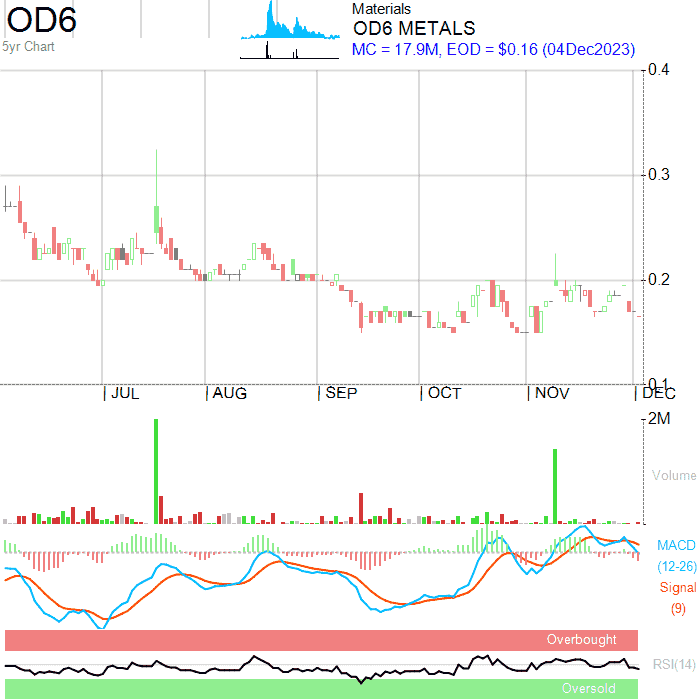 OD6
5yr Chart
Materials
OD6 METALS
MC = 17.9M, EOD = $0.16 (04Dec2023)
0.4
0.3
0.2
0.1
JUL AUG SEP OCT NOV DEC
2M
Volume
MACD
(12-26)
Signal
(9)
Overbought
RSI(14)
Oversold